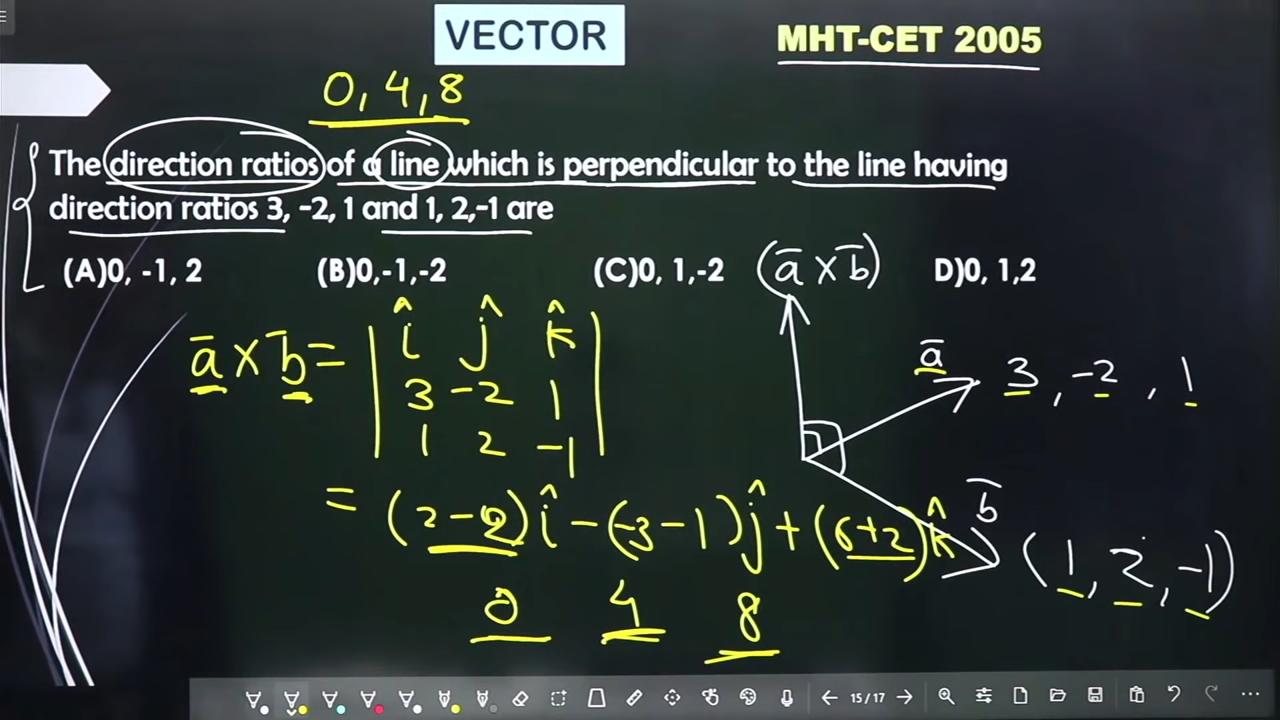 VECTOR
MHT-CET 2005
0, 4, 8
The direction ratios of a line which is perpendicular to the line having
direction ratios 3, -2, 1 and 1, 2,-1 are
(A)0, -1, 2 (B)0,-1,-2 (C)0, 1,-2 D)0, 1,2
(a̅ × b̅)
a̅ × b̅ = | î ĵ k̂ |
3 -2 1
1 2 -1
a̅ 3, -2, 1
= (2-2)î - (-3-1)ĵ + (6+2)k̂
b̅ (1, 2, -1)
0 4 8
15/17